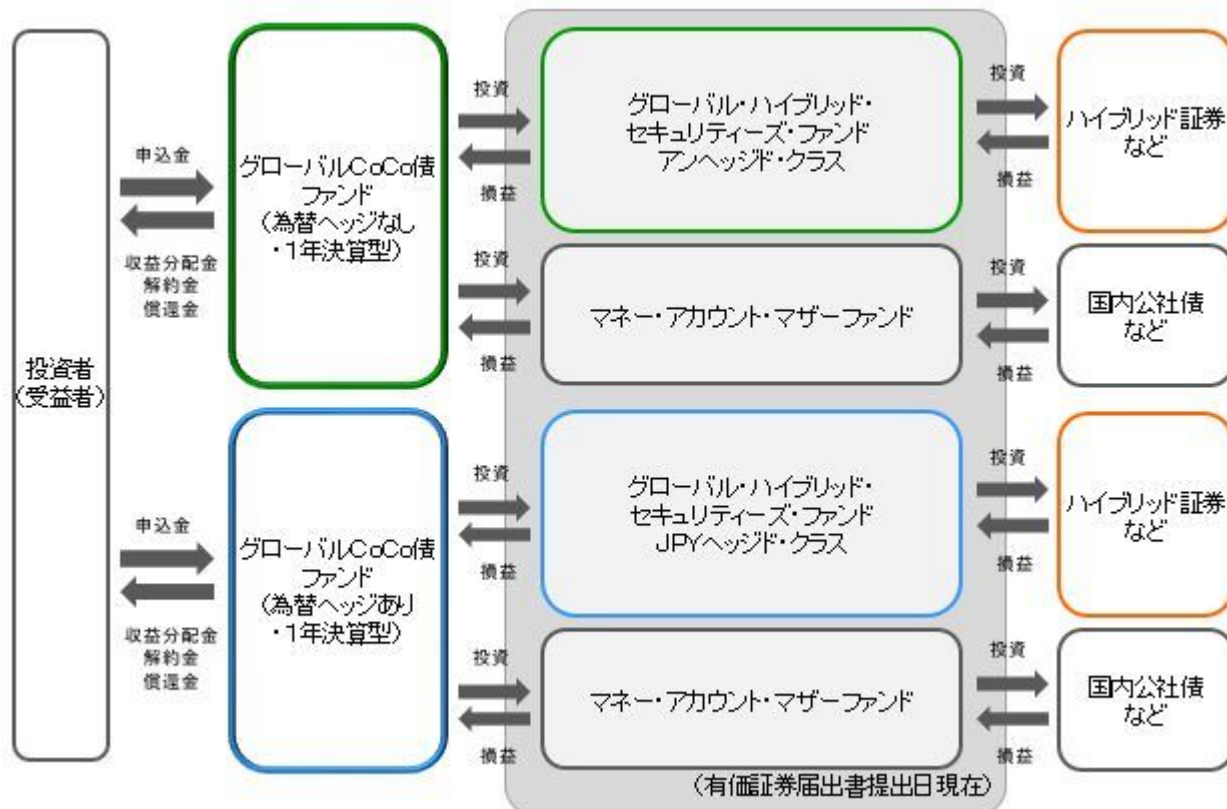 投資者
(受益者)
申込金
収益分配金
解約金
償還金
グローバルCoCo債
ファンド
(為替ヘッジなし
・1年決算型)
投資
損益
グローバル・ハイブリッド・
セキュリティーズ・ファンド
アンヘッジド・クラス
投資
損益
ハイブリッド証券
など
投資
損益
マネー・アカウント・マザーファンド
投資
損益
国内公社債
など
申込金
収益分配金
解約金
償還金
グローバルCoCo債
ファンド
(為替ヘッジあり
・1年決算型)
投資
損益
グローバル・ハイブリッド・
セキュリティーズ・ファンド
JPYヘッジド・クラス
投資
損益
ハイブリッド証券
など
投資
損益
マネー・アカウント・マザーファンド
投資
損益
国内公社債
など
(有価証券届出書提出日現在)